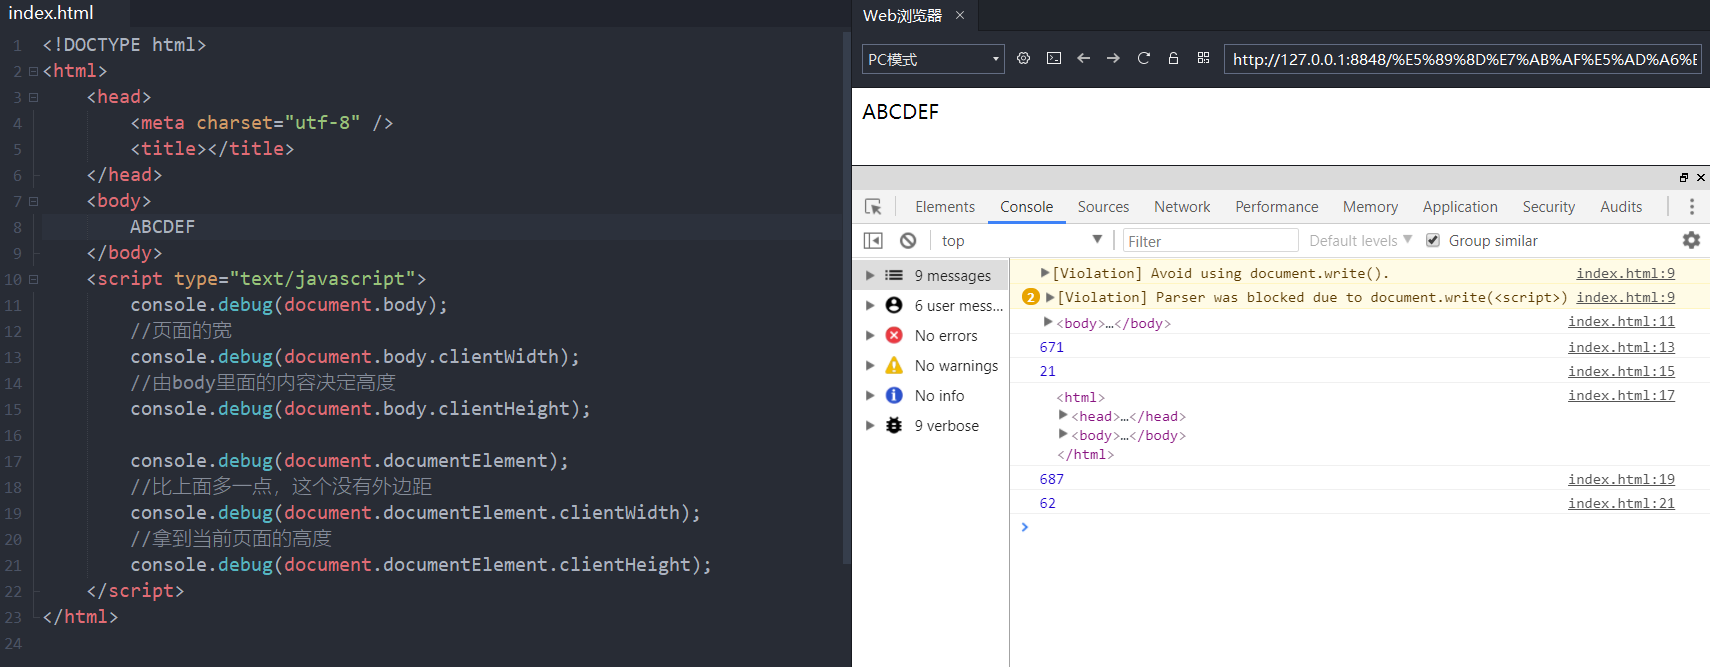 index.html
1 <!DOCTYPE html>
2 <html>
3 <head>
4 <meta charset="utf-8" />
5 <title></title>
6 </head>
7 <body>
8 ABCDEF
9 </body>
10 <script type="text/javascript">
11 console.debug(document.body);
12 //页面的宽
13 console.debug(document.body.clientWidth);
14 //由body里面的内容决定高度
15 console.debug(document.body.clientHeight);
16
17 console.debug(document.documentElement);
18 //比上面多一点，这个没有外边距
19 console.debug(document.documentElement.clientWidth);
20 //拿到当前页面的高度
21 console.debug(document.documentElement.clientHeight);
22 </script>
23 </html>
24
Web浏览器 ×
PC模式 http://127.0.0.1:8848/%E5%89%8D%E7%AB%AF%E5%AD%A6%E
ABCDEF
Elements Console Sources Network Performance Memory Application Security Audits
top Filter Default levels Group similar
9 messages
6 user mess...
No errors
No warnings
No info
9 verbose
[Violation] Avoid using document.write(). index.html:9
2 [Violation] Parser was blocked due to document.write(<script>) index.html:9
<body>…</body> index.html:11
671 index.html:13
21 index.html:15
<html> index.html:17
<head>…</head>
<body>…</body>
</html>
687 index.html:19
62 index.html:21